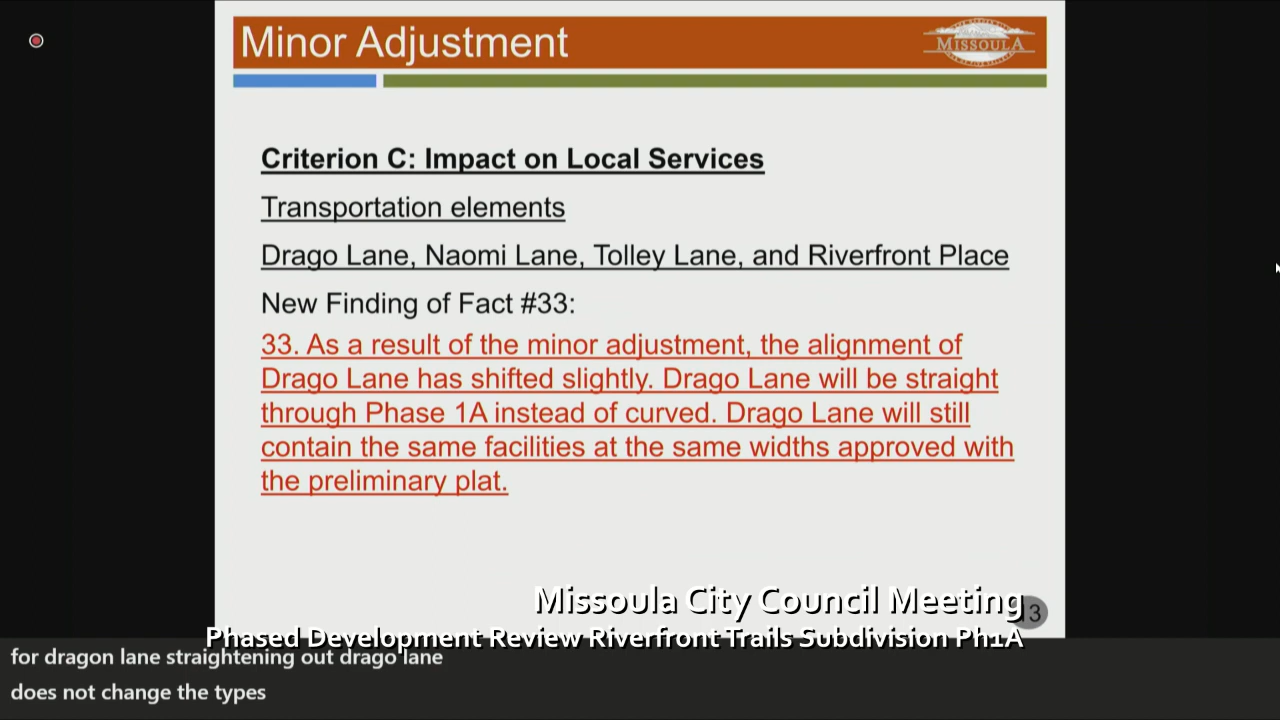 Minor Adjustment
MISSOULA
Criterion C: Impact on Local Services
Transportation elements
Drago Lane, Naomi Lane, Tolley Lane, and Riverfront Place
New Finding of Fact #33:
33. As a result of the minor adjustment, the alignment of
Drago Lane has shifted slightly. Drago Lane will be straight
through Phase 1A instead of curved. Drago Lane will still
contain the same facilities at the same widths approved with
the preliminary plat.
Missoula City Council Meeting
Phased Development Review Riverfront Trails Subdivision Ph1A
for dragon lane straightening out drago lane
does not change the types